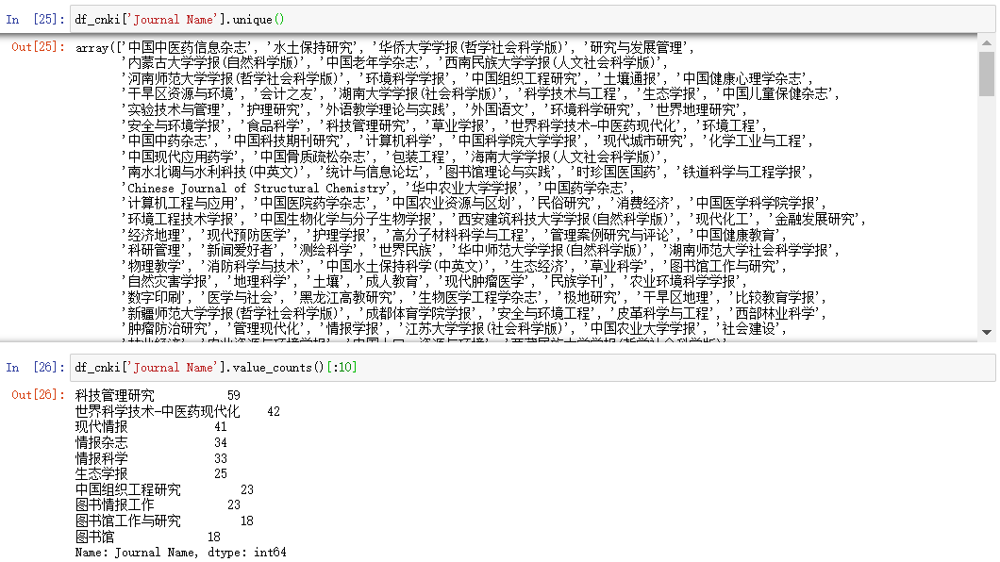 In [25]: df_cnki['Journal Name'].unique()
Out[25]: array(['中国中医药信息杂志', '水土保持研究', '华侨大学学报(哲学社会科学版)', '研究与发展管理',
'内蒙古大学学报(自然科学版)', '中国老年学杂志', '西南民族大学学报(人文社会科学版)',
'河南师范大学学报(哲学社会科学版)', '环境科学学报', '中国组织工程研究', '土壤通报', '中国健康心理学杂志',
'干旱区资源与环境', '会计之友', '湖南大学学报(社会科学版)', '科学技术与工程', '生态学报', '中国儿童保健杂志',
'实验技术与管理', '护理研究', '外语教学理论与实践', '外国语文', '环境科学研究', '世界地理研究',
'安全与环境学报', '食品科学', '科技管理研究', '草业学报', '世界科学技术-中医药现代化', '环境工程',
'中国中药杂志', '中国科技期刊研究', '计算机科学', '中国科学院大学学报', '现代城市研究', '化学工业与工程',
'中国现代应用药学', '中国骨质疏松杂志', '包装工程', '海南大学学报(人文社会科学版)',
'南水北调与水利科技(中英文)', '统计与信息论坛', '图书馆理论与实践', '时珍国医国药', '铁道科学与工程学报',
'Chinese Journal of Structural Chemistry', '华中农业大学学报', '中国药学杂志',
'计算机工程与应用', '中国医院药学杂志', '中国农业资源与区划', '民俗研究', '消费经济', '中国医学科学院学报',
'环境工程技术学报', '中国生物化学与分子生物学报', '西安建筑科技大学学报(自然科学版)', '现代化工', '金融发展研究',
'经济地理', '现代预防医学', '护理学报', '高分子材料科学与工程', '管理案例研究与评论', '中国健康教育',
'科研管理', '新闻爱好者', '测绘科学', '世界民族', '华中师范大学学报(自然科学版)', '湖南师范大学社会科学学报',
'物理教学', '消防科学与技术', '中国水土保持科学(中英文)', '生态经济', '草业科学', '图书馆工作与研究',
'自然灾害学报', '地理科学', '土壤', '成人教育', '现代肿瘤医学', '民族学刊', '农业环境科学学报',
'数字印刷', '医学与社会', '黑龙江高教研究', '生物医学工程学杂志', '极地研究', '干旱区地理', '比较教育学报',
'新疆师范大学学报(哲学社会科学版)', '成都体育学院学报', '安全与环境工程', '皮革科学与工程', '西部林业科学',
'肿瘤防治研究', '管理现代化', '情报学报', '江苏大学学报(社会科学版)', '中国农业大学学报', '社会建设',
In [26]: df_cnki['Journal Name'].value_counts()[:10]
Out[26]: 科技管理研究 59
世界科学技术-中医药现代化 42
现代情报 41
情报杂志 34
情报科学 33
生态学报 25
中国组织工程研究 23
图书情报工作 23
图书馆工作与研究 18
图书馆 18
Name: Journal Name, dtype: int64